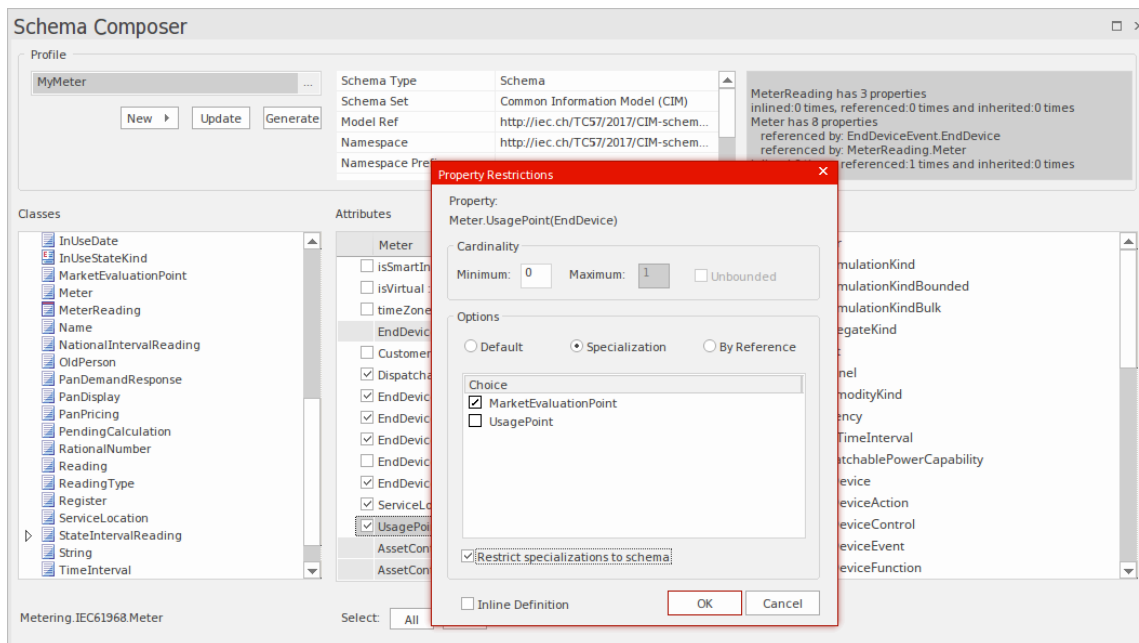 Schema Composer
Profile
MyMeter ...
New Update Generate
Schema Type Schema
Schema Set Common Information Model (CIM)
Model Ref http://iec.ch/TC57/2017/CIM-schem...
Namespace http://iec.ch/TC57/2017/CIM-schem...
Namespace Pref
MeterReading has 3 properties
inlined:0 times, referenced:0 times and inherited:0 times
Meter has 8 properties
referenced by: EndDeviceEvent.EndDevice
referenced by: MeterReading.Meter
referenced:1 times and inherited:0 times
Classes
InUseDate
InUseStateKind
MarketEvaluationPoint
Meter
MeterReading
Name
NationalIntervalReading
OldPerson
PanDemandResponse
PanDisplay
PanPricing
PendingCalculation
RationalNumber
Reading
ReadingType
Register
ServiceLocation
StateIntervalReading
String
TimeInterval
Attributes
Meter
isSmartIn
isVirtual :
timeZone
EndDevic
Customer
Dispatcha
EndDevic
EndDevic
EndDevic
EndDevic
EndDevic
ServiceLo
UsagePoi
AssetCon
AssetCon
Property Restrictions
Property:
Meter.UsagePoint(EndDevice)
Cardinality
Minimum: 0 Maximum: 1 Unbounded
Options
Default Specialization By Reference
Choice
MarketEvaluationPoint
UsagePoint
Restrict specializations to schema
Inline Definition OK Cancel
r
mulationKind
mulationKindBounded
mulationKindBulk
egateKind
nel
modityKind
ency
TimeInterval
atchablePowerCapability
evice
eviceAction
eviceControl
eviceEvent
eviceFunction
Metering.IEC61968.Meter
Select: All